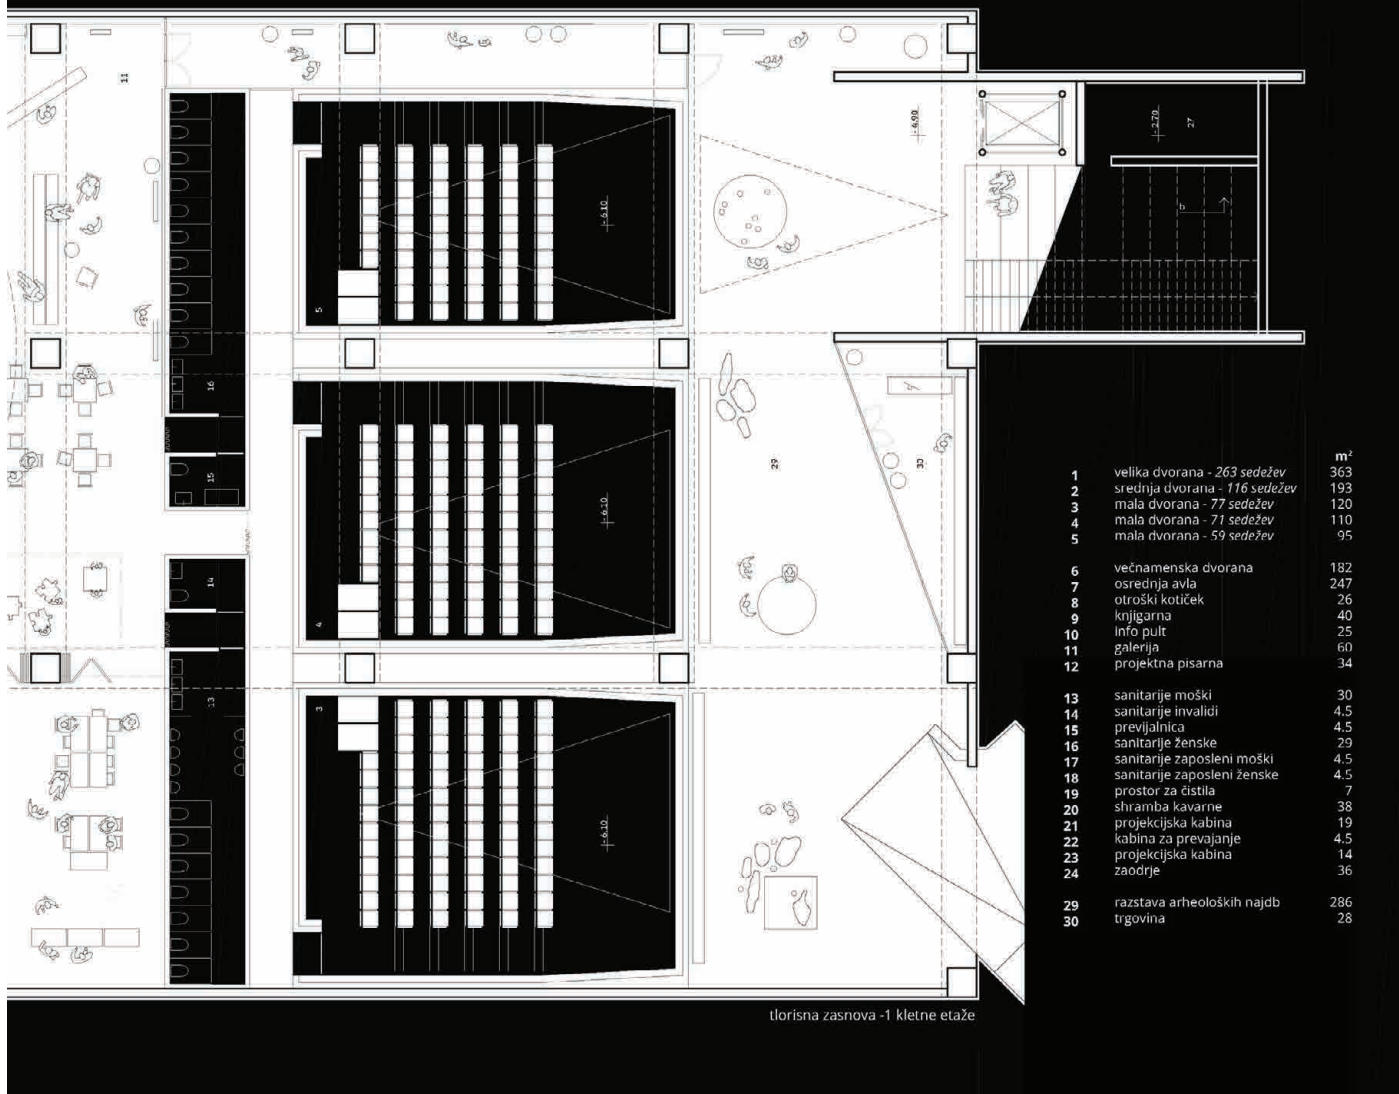 11
-4.90
-2.70
27
b
-6.10
5
16
15
29
30
-6.10
4
14
3
13
-6.10
m²
1 velika dvorana - 263 sedežev 363
2 srednja dvorana - 116 sedežev 193
3 mala dvorana - 77 sedežev 120
4 mala dvorana - 71 sedežev 110
5 mala dvorana - 59 sedežev 95
6 večnamenska dvorana 182
7 osrednja avla 247
8 otroški kotiček 26
9 knjigarna 40
10 info pult 25
11 galerija 60
12 projektna pisarna 34
13 sanitarije moški 30
14 sanitarije invalidi 4.5
15 previjalnica 4.5
16 sanitarije ženske 29
17 sanitarije zaposleni moški 4.5
18 sanitarije zaposleni ženske 4.5
19 prostor za čistila 7
20 shramba kavarne 38
21 projekcijska kabina 19
22 kabina za prevajanje 4.5
23 projekcijska kabina 14
24 zaodrje 36
29 razstava arheoloških najdb 286
30 trgovina 28
tlorisna zasnova -1 kletne etaže